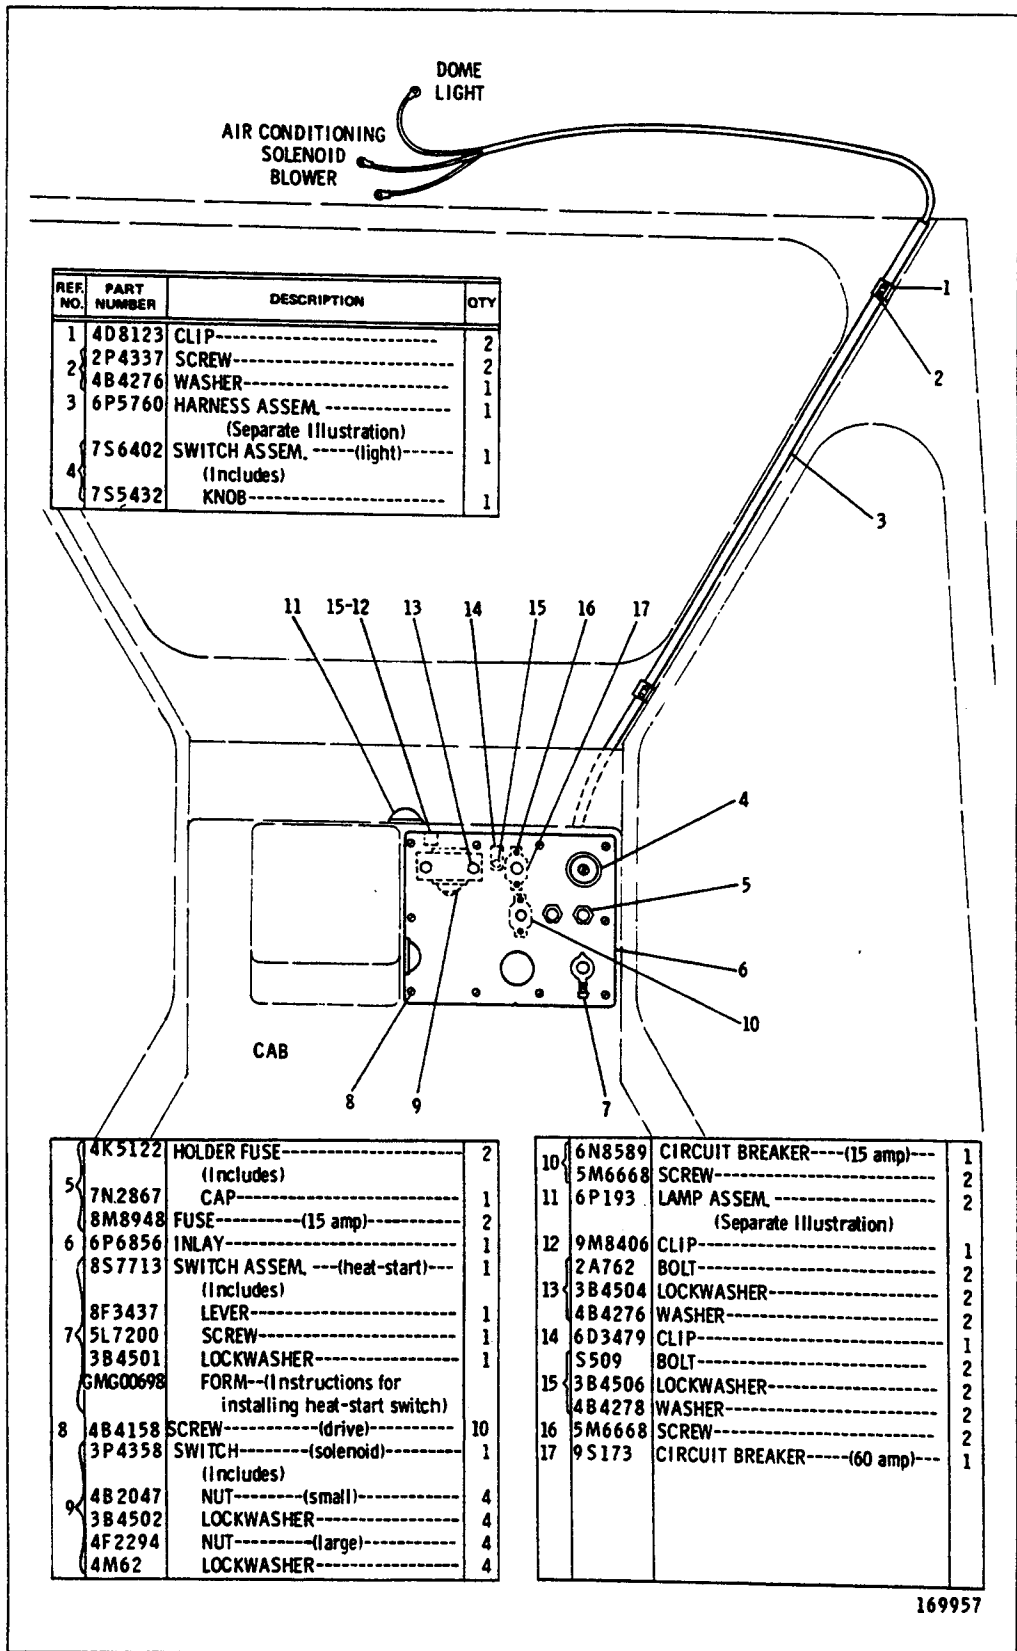 DOME
LIGHT
AIR CONDITIONING
SOLENOID
BLOWER
REF. NO. PART NUMBER DESCRIPTION QTY
1 4D8123 CLIP--------------------------- 2
2 2P4337 SCREW------------------------- 2
4B4276 WASHER------------------------ 1
3 6P5760 HARNESS ASSEM. --------------- 1
(Separate Illustration)
4 7S6402 SWITCH ASSEM. -----(light)------ 1
(Includes)
7S5432 KNOB----------------------- 1
1
2
3
11 15-12 13 14 15 16 17
4
5
6
10
CAB
8 9 7
5 4K5122 HOLDER FUSE--------------------- 2
(Includes)
7N2867 CAP------------------------- 1
8M8948 FUSE----------(15 amp)---------- 2
6 6P6856 INLAY--------------------------- 1
7 8S7713 SWITCH ASSEM. ---(heat-start)--- 1
(Includes)
8F3437 LEVER----------------------- 1
5L7200 SCREW----------------------- 1
3B4501 LOCKWASHER---------------- 1
GMG00698 FORM--(Instructions for
installing heat-start switch)
8 4B4158 SCREW-----------(drive)---------- 10
9 3P4358 SWITCH--------(solenoid)--------- 1
(Includes)
4B2047 NUT--------(small)----------- 4
3B4502 LOCKWASHER---------------- 4
4F2294 NUT---------(large)----------- 4
4M62 LOCKWASHER---------------- 4
10 6N8589 CIRCUIT BREAKER----(15 amp)--- 1
5M6668 SCREW------------------------- 2
11 6P193 LAMP ASSEM. ------------------ 2
(Separate Illustration)
12 9M8406 CLIP---------------------------- 1
13 2A762 BOLT--------------------------- 2
3B4504 LOCKWASHER------------------- 2
4B4276 WASHER----------------------- 2
14 6D3479 CLIP---------------------------- 1
15 S509 BOLT--------------------------- 2
3B4506 LOCKWASHER------------------- 2
4B4278 WASHER----------------------- 2
16 5M6668 SCREW------------------------- 2
17 9S173 CIRCUIT BREAKER-----(60 amp)--- 1
169957